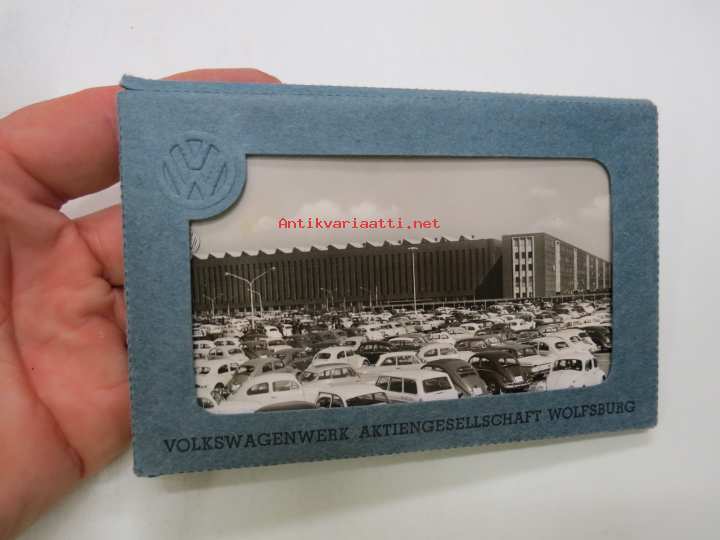 VW
Antikvariaatti.net
VOLKSWAGENWERK AKTIENGESELLSCHAFT WOLFSBURG